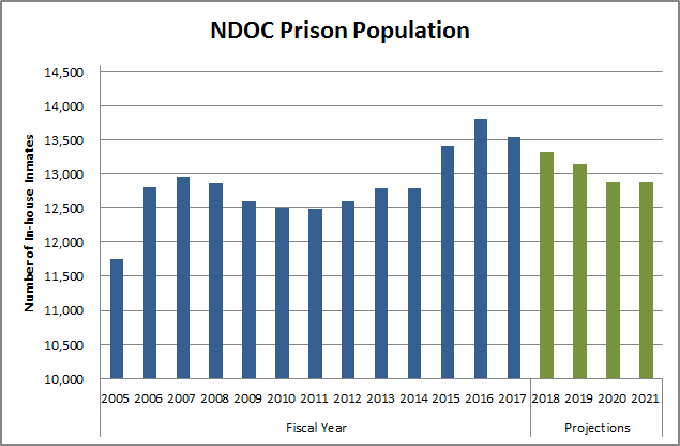 NDOC Prison Population
Number of In-house Inmates
14,500
14,000
13,500
13,000
12,500
12,000
11,500
11,000
10,500
10,000
2005 2006 2007 2008 2009 2010 2011 2012 2013 2014 2015 2016 2017 2018 2019 2020 2021
Fiscal Year Projections